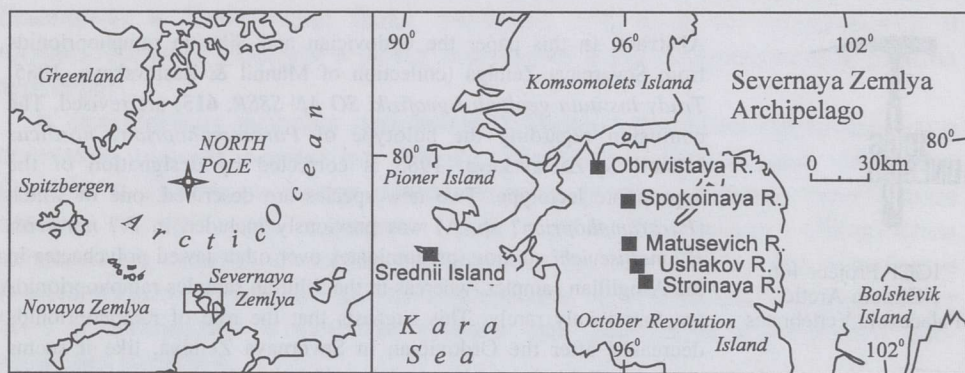 Greenland
NORTH
POLE
Spitzbergen
Arctic Ocean
Novaya Zemlya
Severnaya
Zemlya
90°
96°
102°
Komsomolets Island
Severnaya Zemlya
Archipelago
80°
Pioner Island
Obryvistaya R.
0 30km
80°
Spokoinaya R.
Matusevich R.
Srednii Island
Ushakov R.
Stroinaya R.
Kara
Sea
October Revolution
Island
Bolshevik
Island
96°
102°